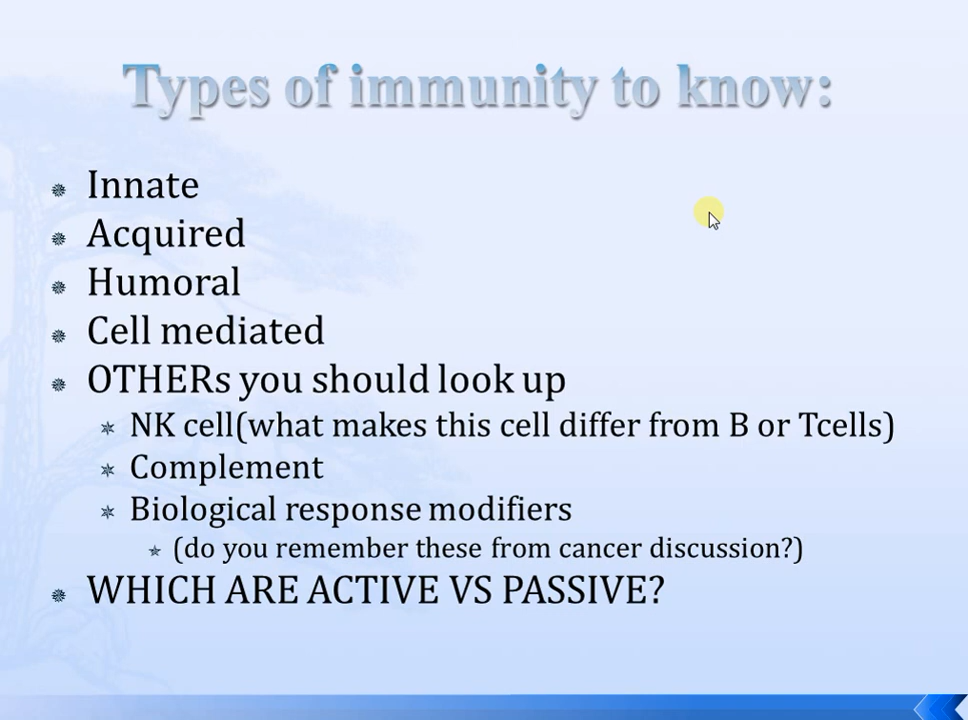 Types of immunity to know:
Innate
Acquired
Humoral
Cell mediated
OTHERs you should look up
NK cell(what makes this cell differ from B or Tcells)
Complement
Biological response modifiers
(do you remember these from cancer discussion?)
WHICH ARE ACTIVE VS PASSIVE?